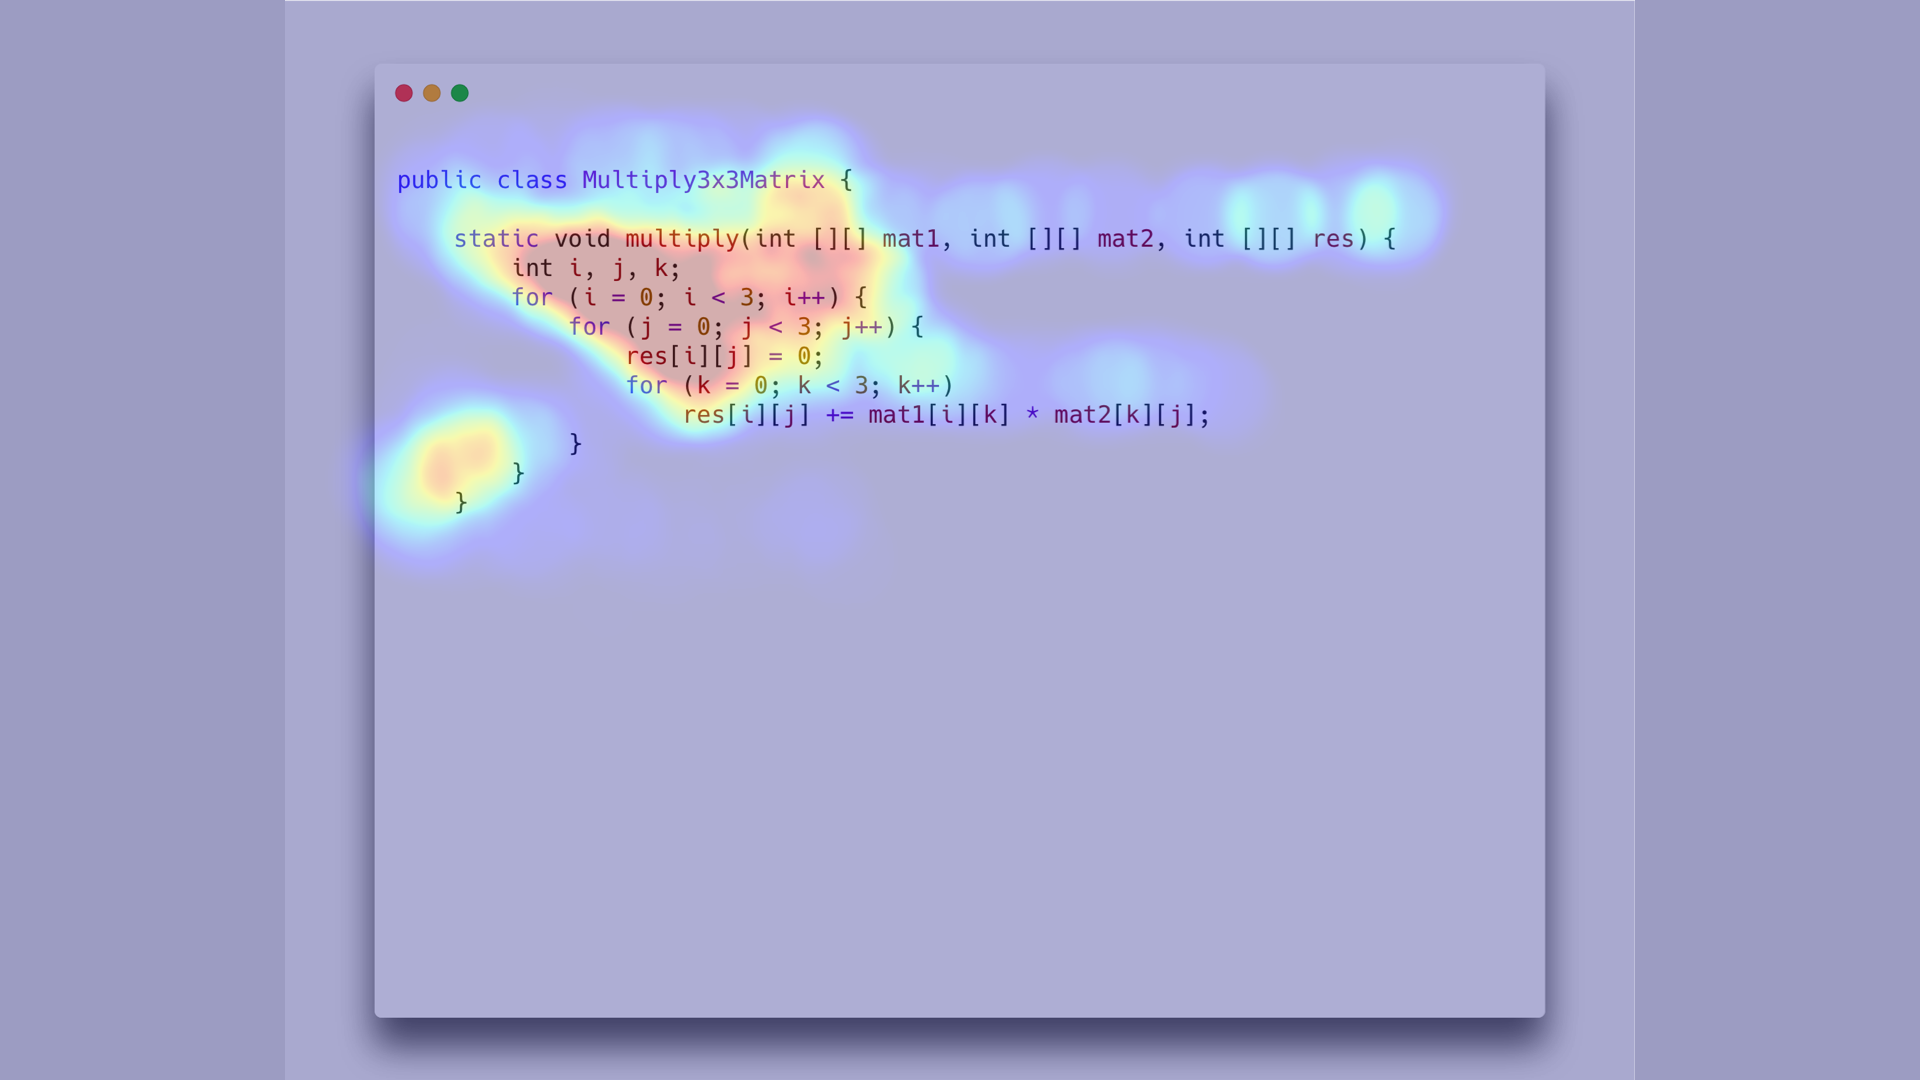 public class Multiply3x3Matrix {
static void multiply(int [][] mat1, int [][] mat2, int [][] res) {
int i, j, k;
for (i = 0; i < 3; i++) {
for (j = 0; j < 3; j++) {
res[i][j] = 0;
for (k = 0; k < 3; k++)
res[i][j] += mat1[i][k] * mat2[k][j];
}
}
}